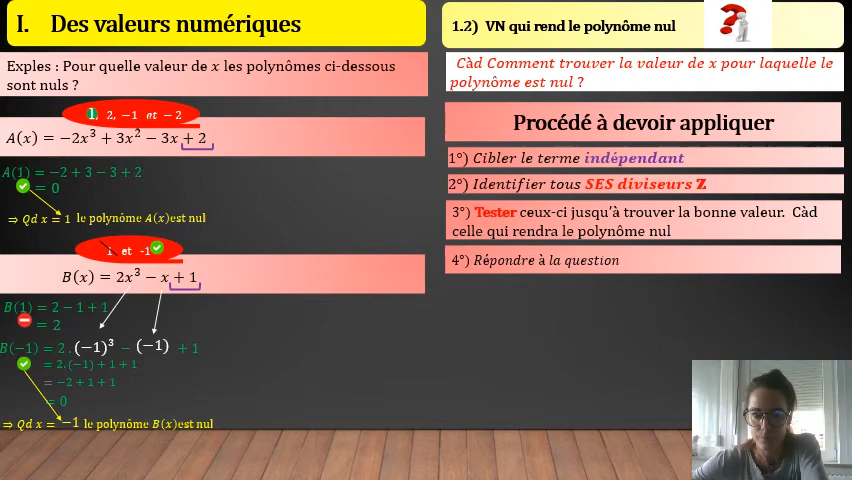 I. Des valeurs numériques
Exples : Pour quelle valeur de x les polynômes ci-dessous
sont nuls ?
1, 2, −1 et − 2
A(x) = −2x³ + 3x² − 3x + 2
A(1) = −2 + 3 − 3 + 2
= 0
⇒ Qd x = 1 le polynôme A(x)est nul
1 et -1
B(x) = 2x³ − x + 1
B(1) = 2 − 1 + 1
= 2
B(−1) = 2 . (−1)³ − (−1) + 1
= 2. (−1) + 1 + 1
= −2 + 1 + 1
= 0
⇒ Qd x = −1 le polynôme B(x)est nul
1.2) VN qui rend le polynôme nul
Càd Comment trouver la valeur de x pour laquelle le
polynôme est nul ?
Procédé à devoir appliquer
1°) Cibler le terme indépendant
2°) Identifier tous SES diviseurs Z
3°) Tester ceux-ci jusqu’à trouver la bonne valeur. Càd
celle qui rendra le polynôme nul
4°) Répondre à la question